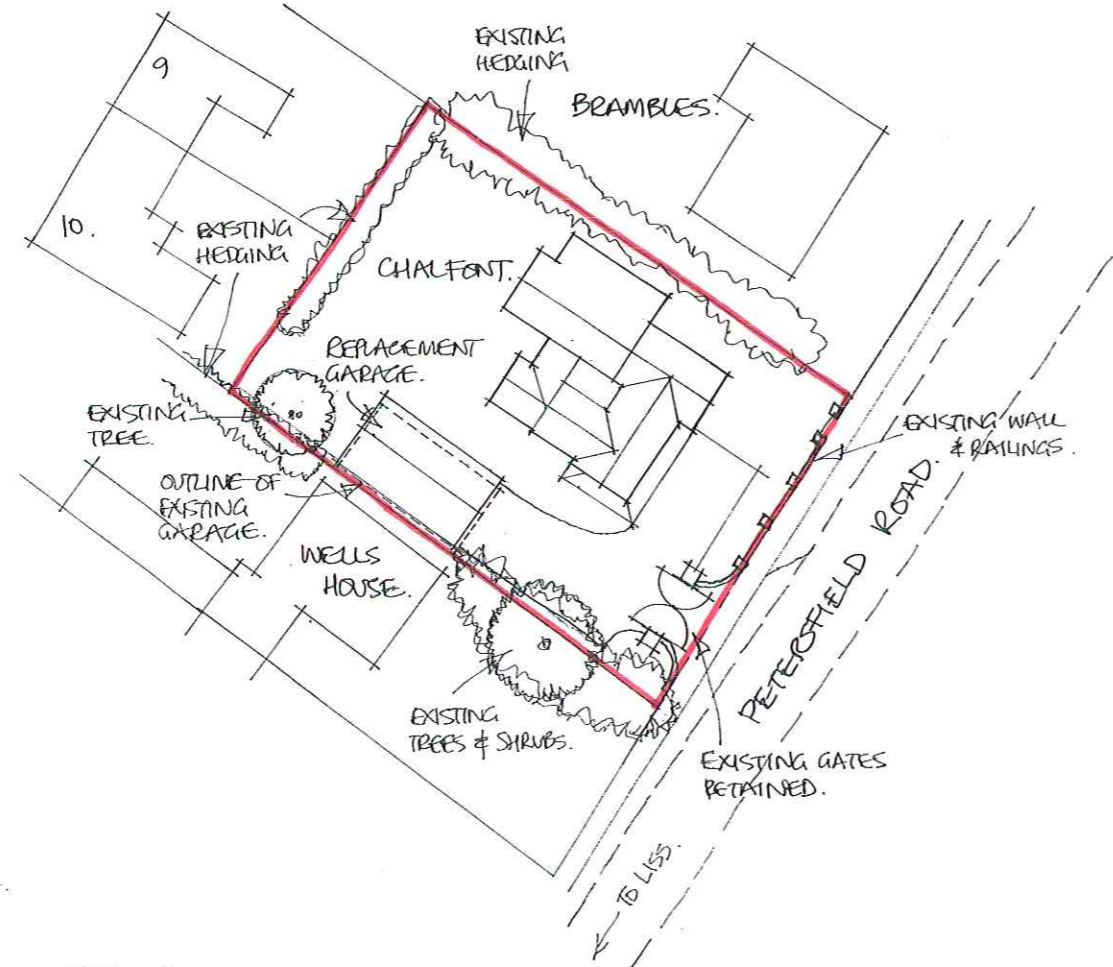 EXISTING
HEDGING
BRAMBLES.
9
10.
EXISTING
HEDGING
CHALFONT.
REPLACEMENT
GARAGE.
EXISTING
TREE.
OUTLINE OF
EXISTING
GARAGE.
WELLS
HOUSE.
EXISTING
TREES & SHRUBS.
EXISTING WALL
& RAILINGS.
PETERSFIELD ROAD.
EXISTING GATES
RETAINED.
TO LISS.